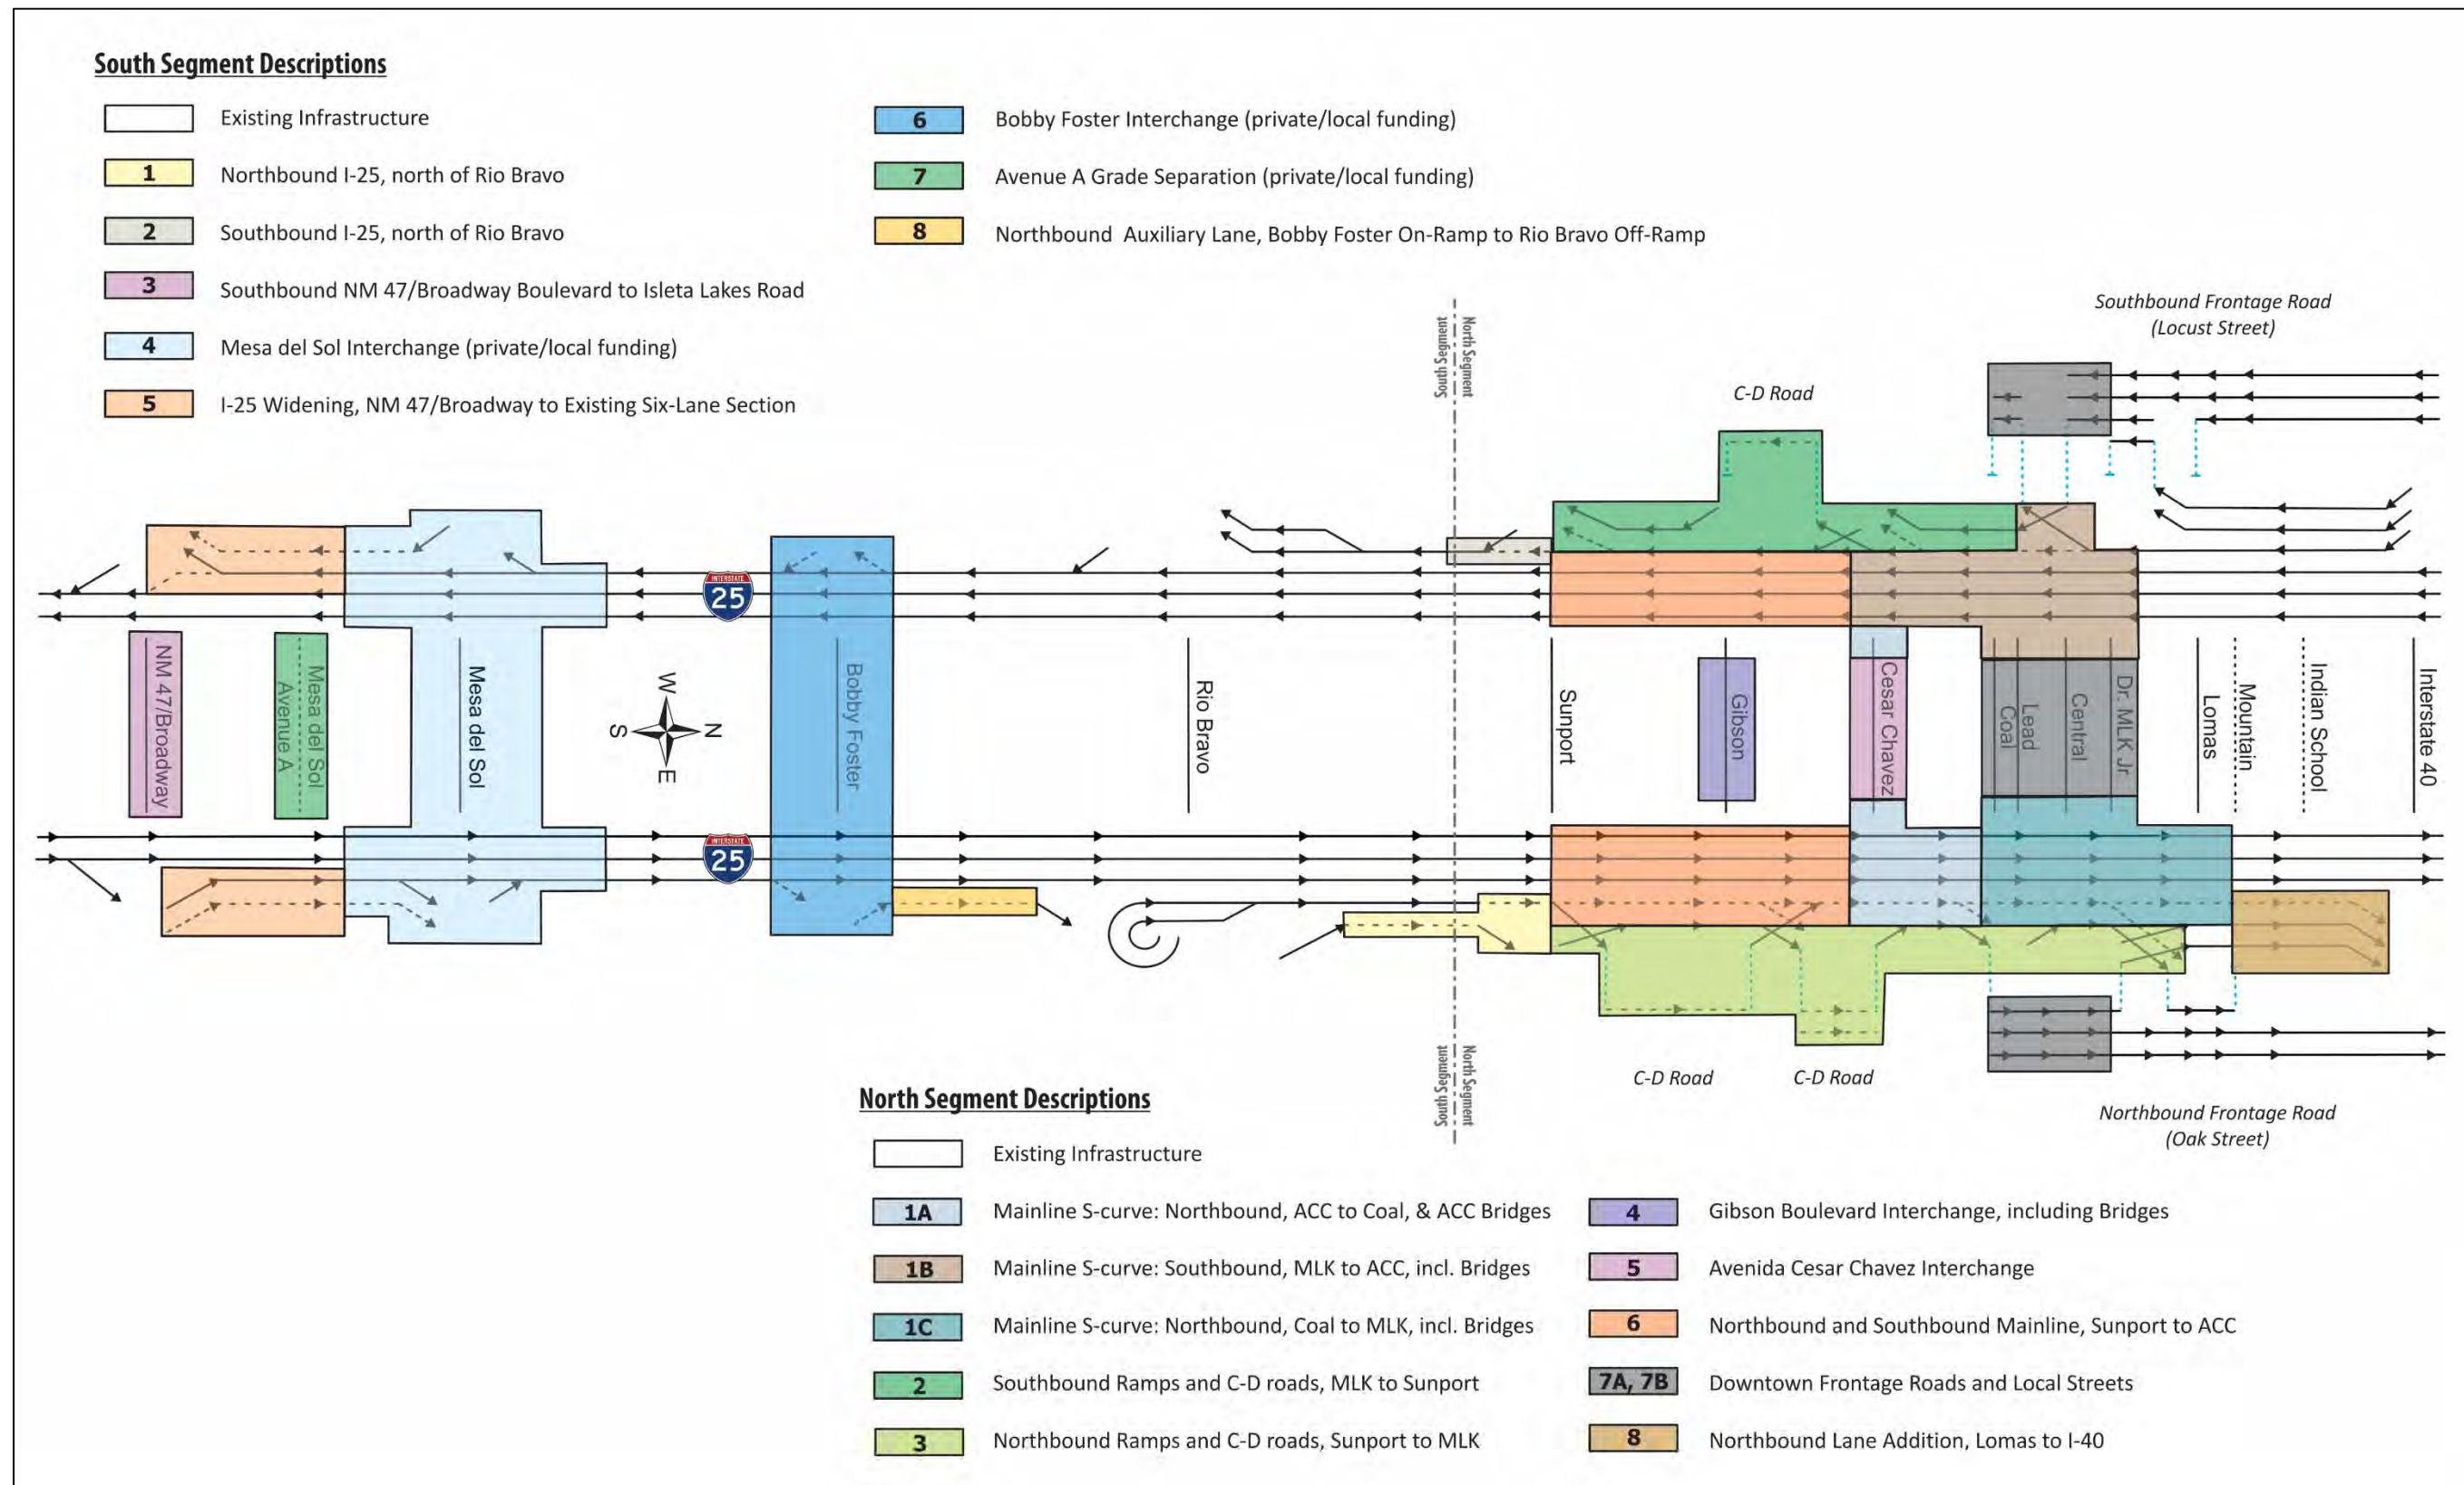 South Segment Descriptions
Existing Infrastructure
1 Northbound I-25, north of Rio Bravo
2 Southbound I-25, north of Rio Bravo
3 Southbound NM 47/Broadway Boulevard to Isleta Lakes Road
4 Mesa del Sol Interchange (private/local funding)
5 I-25 Widening, NM 47/Broadway to Existing Six-Lane Section
6 Bobby Foster Interchange (private/local funding)
7 Avenue A Grade Separation (private/local funding)
8 Northbound Auxiliary Lane, Bobby Foster On-Ramp to Rio Bravo Off-Ramp
Southbound Frontage Road
(Locust Street)
North Segment
South Segment
C-D Road
INTERSTATE
25
NM 47/Broadway
Mesa del Sol
Avenue A
Mesa del Sol
W
N
S
E
Bobby Foster
Rio Bravo
Sunport
Gibson
Cesar Chavez
Coal
Lead
Central
Dr. MLK Jr
Lomas
Mountain
Indian School
Interstate 40
INTERSTATE
25
North Segment
South Segment
C-D Road
C-D Road
Northbound Frontage Road
(Oak Street)
North Segment Descriptions
Existing Infrastructure
1A Mainline S-curve: Northbound, ACC to Coal, & ACC Bridges
1B Mainline S-curve: Southbound, MLK to ACC, incl. Bridges
1C Mainline S-curve: Northbound, Coal to MLK, incl. Bridges
2 Southbound Ramps and C-D roads, MLK to Sunport
3 Northbound Ramps and C-D roads, Sunport to MLK
4 Gibson Boulevard Interchange, including Bridges
5 Avenida Cesar Chavez Interchange
6 Northbound and Southbound Mainline, Sunport to ACC
7A, 7B Downtown Frontage Roads and Local Streets
8 Northbound Lane Addition, Lomas to I-40